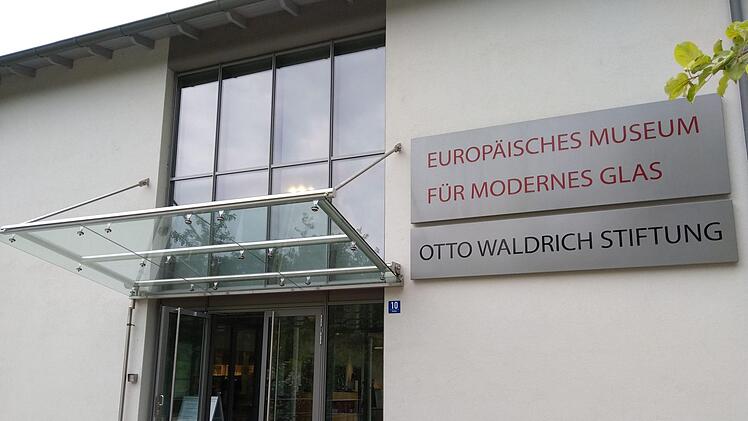 EUROPÄISCHES MUSEUM
FÜR MODERNES GLAS
OTTO WALDRICH STIFTUNG
10